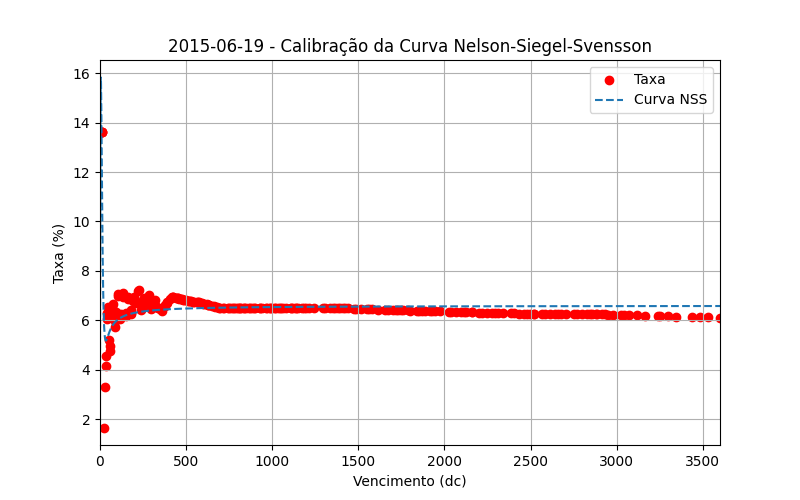 2015-06-19 - Calibração da Curva Nelson-Siegel-Svensson
Taxa
Curva NSS
Taxa (%)
16
14
12
10
8
6
4
2
0 500 1000 1500 2000 2500 3000 3500
Vencimento (dc)